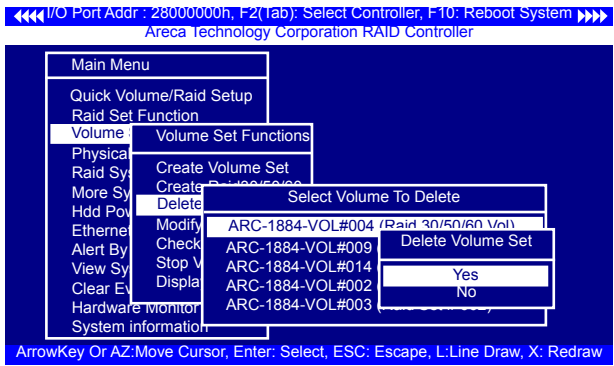 I/O Port Addr : 28000000h, F2(Tab): Select Controller, F10: Reboot System
Areca Technology Corporation RAID Controller
Main Menu
Quick Volume/Raid Setup
Raid Set Function
Volume
Physical
Raid Sy
More Sy
Hdd Pow
Ethernet
Alert By
View Sy
Clear Ev
Hardware Monitor
System information
Volume Set Functions
Create Volume Set
Create Raid30/50/60
Delete
Modify
Check
Stop V
Displa
Select Volume To Delete
ARC-1884-VOL#004 (Raid 30/50/60 Vol)
ARC-1884-VOL#009
ARC-1884-VOL#014
ARC-1884-VOL#002
ARC-1884-VOL#003
Delete Volume Set
Yes
No
ArrowKey Or AZ:Move Cursor, Enter: Select, ESC: Escape, L:Line Draw, X: Redraw